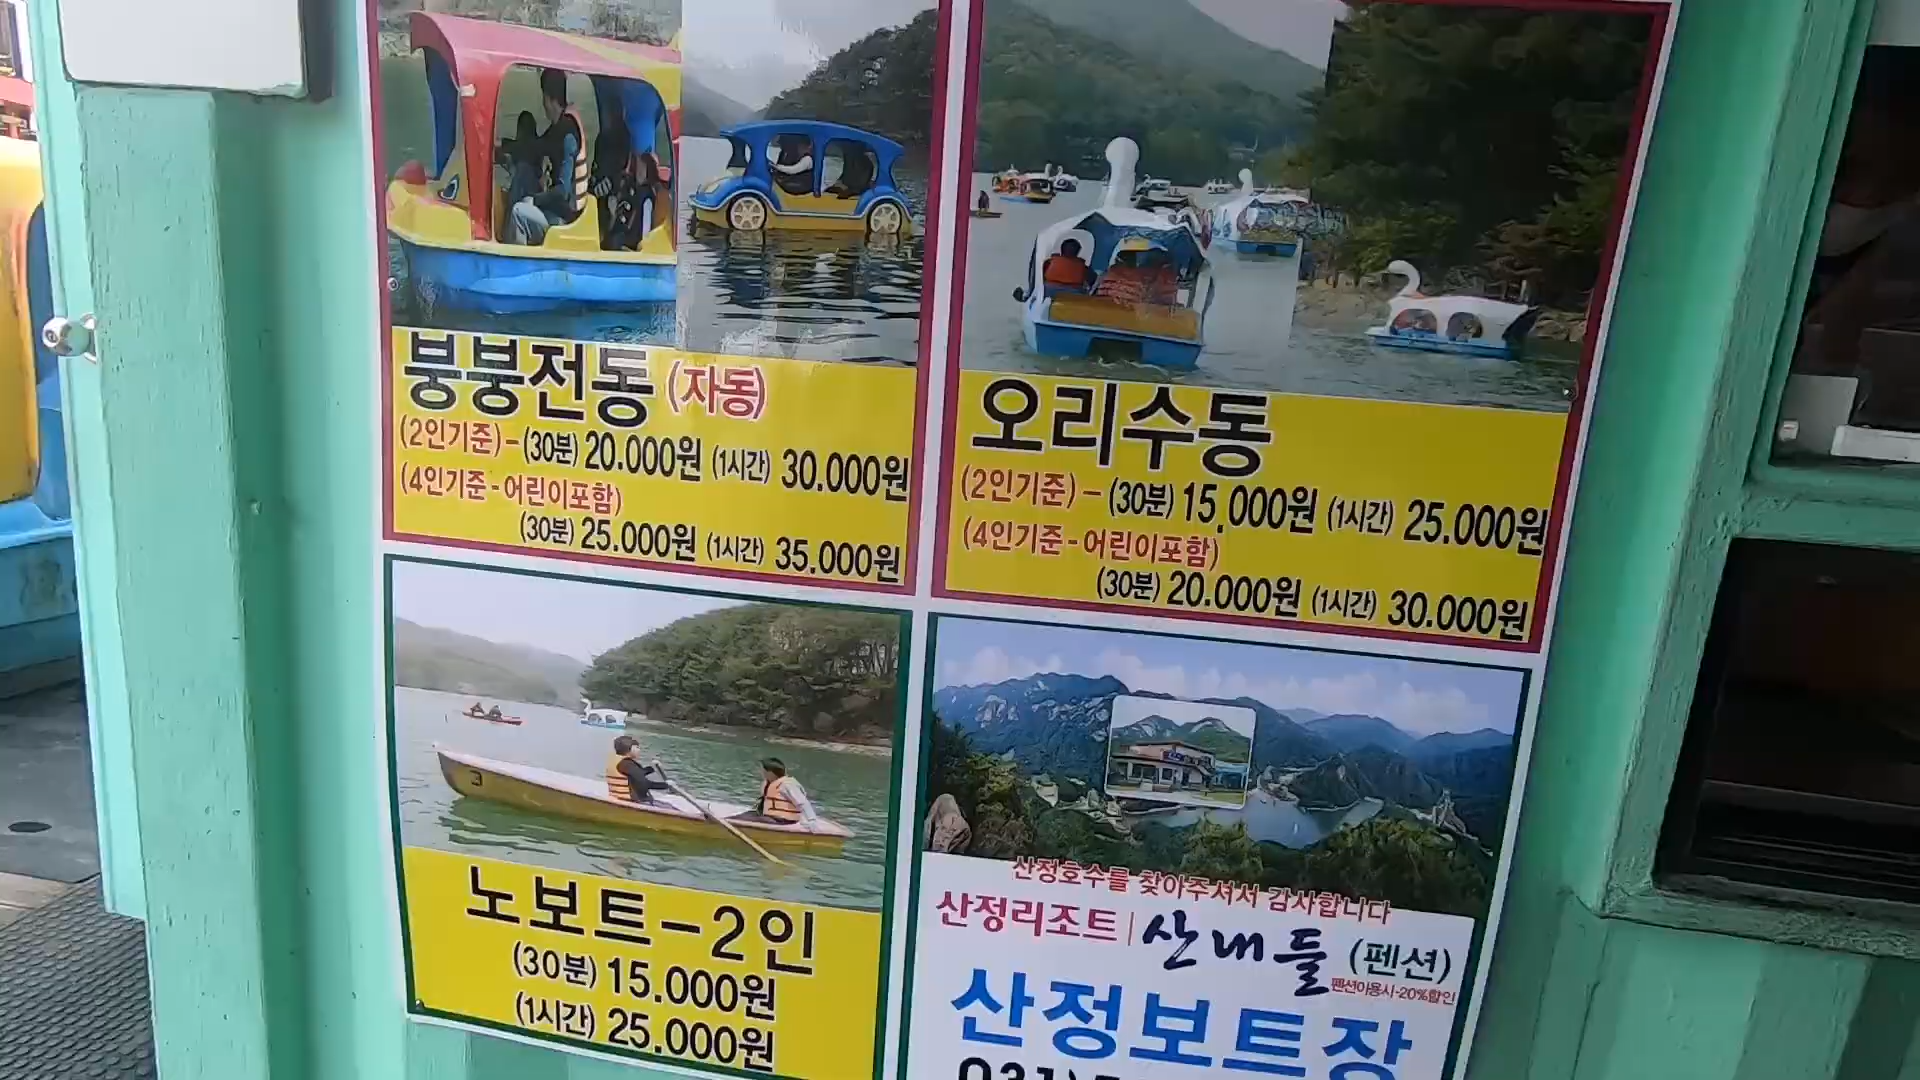 붕붕전동 (자동)
(2인기준) - (30분) 20.000원 (1시간) 30.000원
(4인기준 - 어린이포함)
(30분) 25.000원 (1시간) 35.000원
오리수동
(2인기준) - (30분) 15.000원 (1시간) 25.000원
(4인기준 - 어린이포함)
(30분) 20.000원 (1시간) 30.000원
3
노보트 - 2인
(30분) 15.000원
(1시간) 25.000원
산정호수를 찾아주셔서 감사합니다
산정리조트 | 산내들 (펜션)
펜션이용시-20%할인
산정보트장
031)